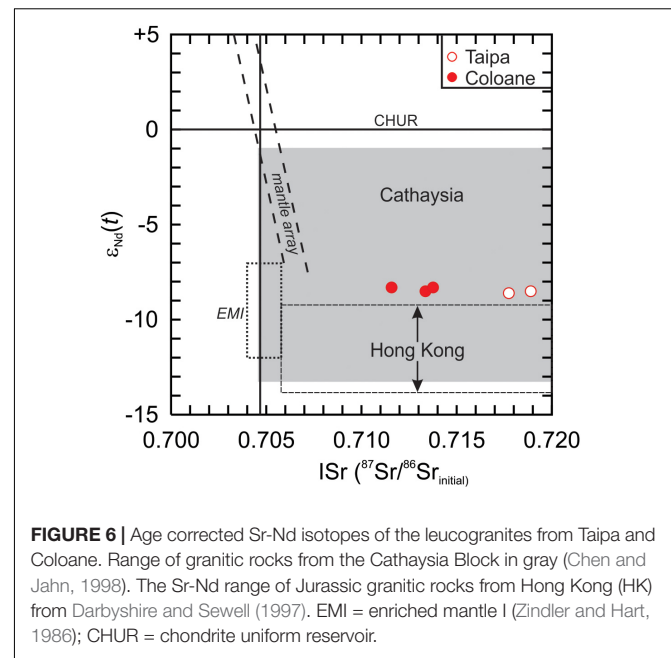 +5
0
-5
-10
-15
εNd(t)
Taipa
Coloane
CHUR
Cathaysia
mantle array
EMI
Hong Kong
0.700 0.705 0.710 0.715 0.720
ISr (87Sr/86Srinitial)
FIGURE 6 | Age corrected Sr-Nd isotopes of the leucogranites from Taipa and
Coloane. Range of granitic rocks from the Cathaysia Block in gray (Chen and
Jahn, 1998). The Sr-Nd range of Jurassic granitic rocks from Hong Kong (HK)
from Darbyshire and Sewell (1997). EMI = enriched mantle I (Zindler and Hart,
1986); CHUR = chondrite uniform reservoir.